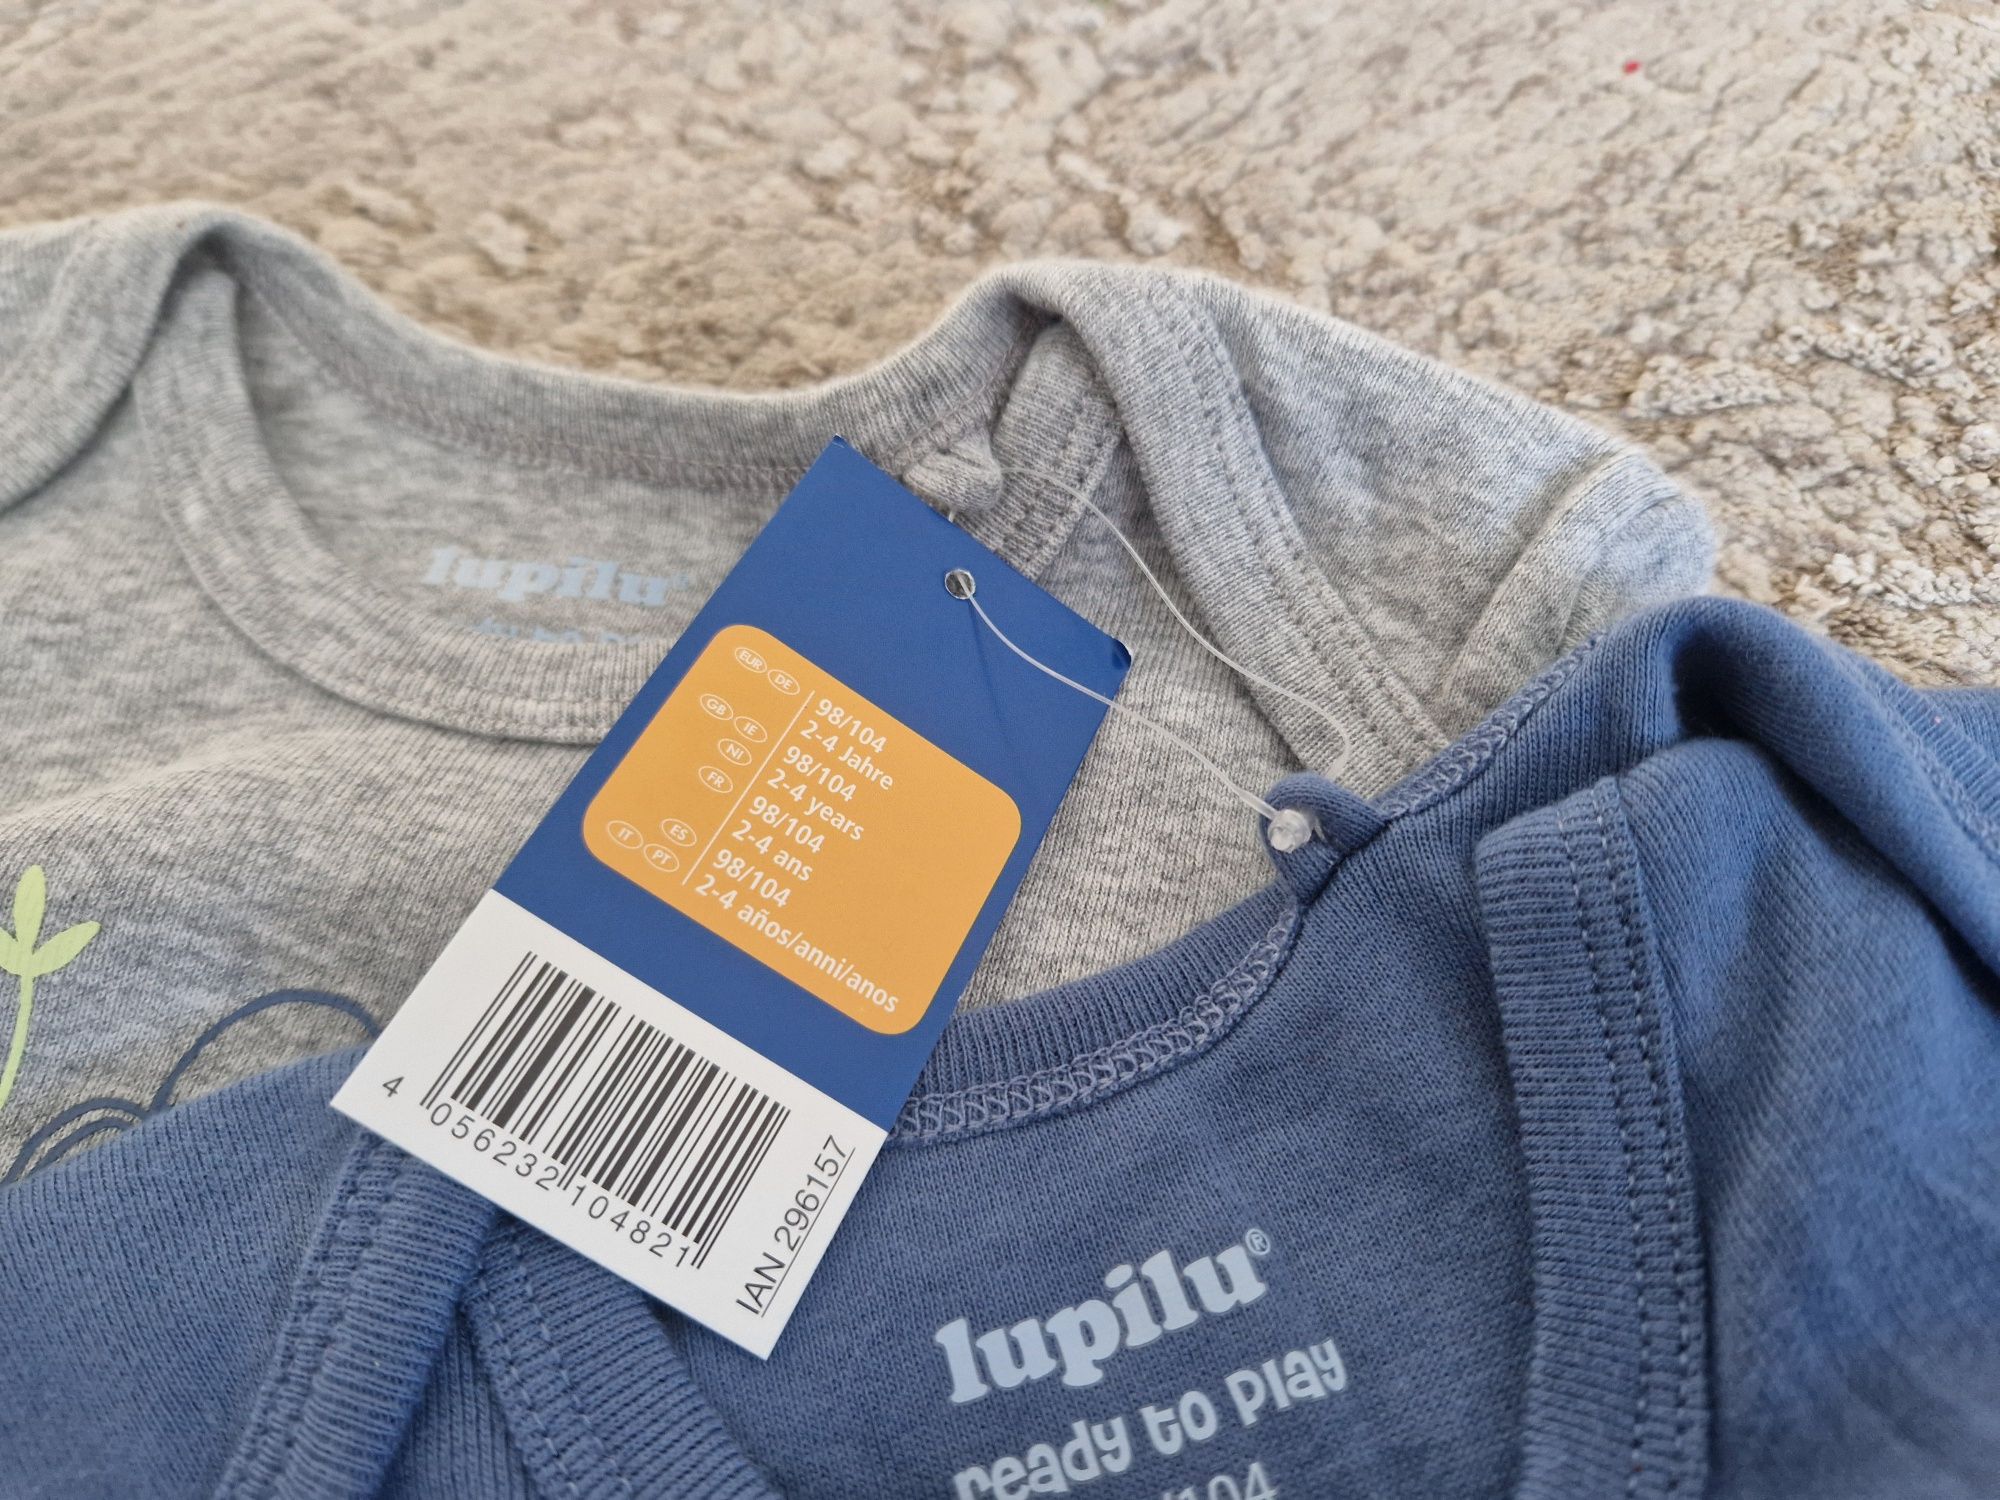 lupilu®
EUR DE 98/104
2-4 Jahre
GB IE 98/104
NI 2-4 years
FR 98/104
2-4 ans
ES 98/104
IT PT 2-4 años/anni/anos
4 056232 104821
IAN 296157
lupilu®
ready to play
/104